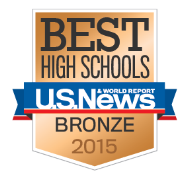 BEST
HIGH SCHOOLS
& WORLD REPORT
U.S.News
BRONZE
2015